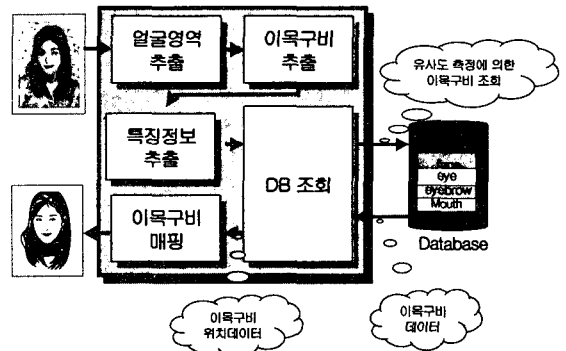 얼굴영역
추출
이목구비
추출
유사도 측정에 의한
이목구비 조회
특징정보
추출
DB 조회
eye
eyebrow
Mouth
Database
이목구비
매핑
이목구비
위치데이터
이목구비
데이터